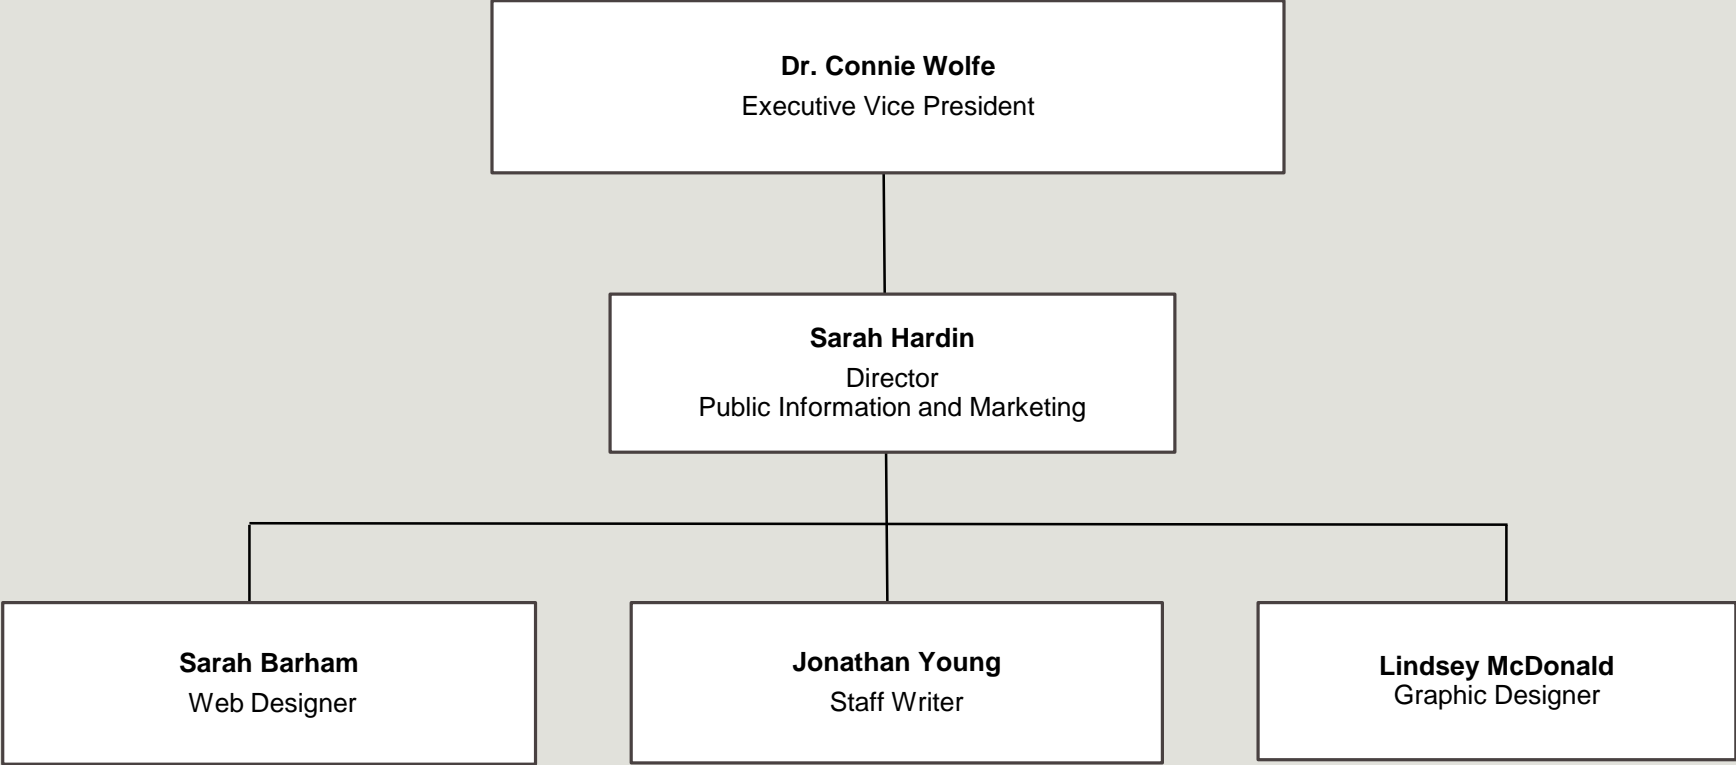 Dr. Connie Wolfe
Executive Vice President
Sarah Hardin
Director
Public Information and Marketing
Sarah Barham
Web Designer
Jonathan Young
Staff Writer
Lindsey McDonald
Graphic Designer